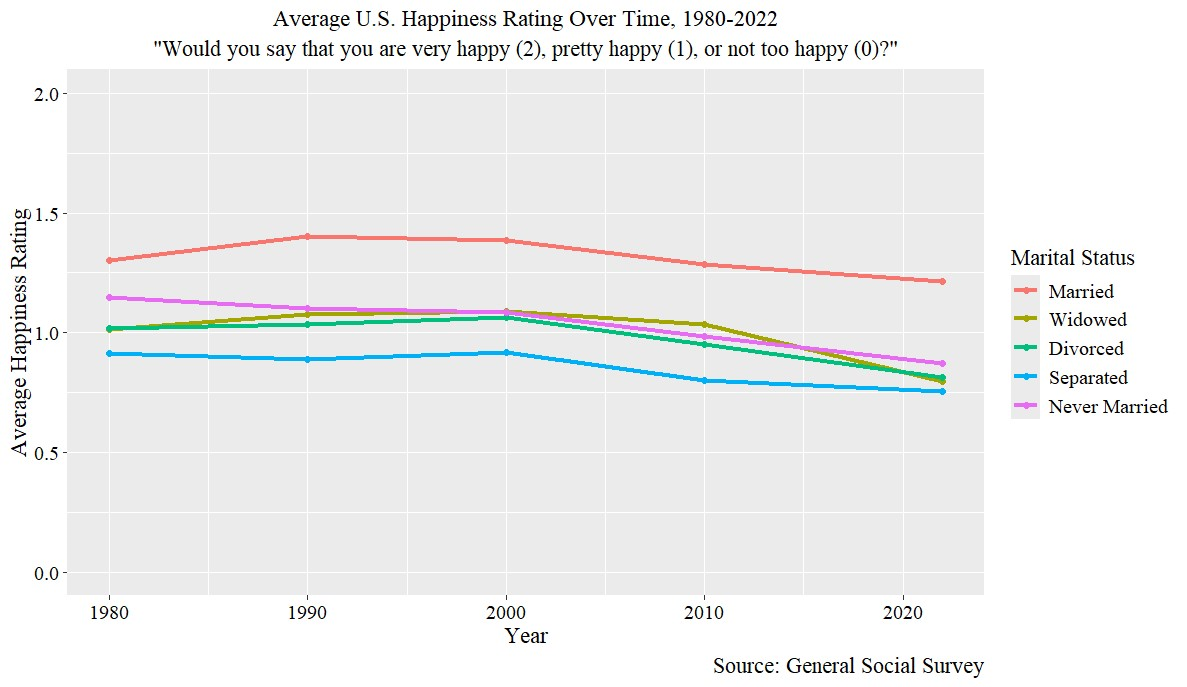 Average U.S. Happiness Rating Over Time, 1980-2022
"Would you say that you are very happy (2), pretty happy (1), or not too happy (0)?"
Average Happiness Rating
2.0
1.5
1.0
0.5
0.0
1980
1990
2000
2010
2020
Year
Marital Status
Married
Widowed
Divorced
Separated
Never Married
Source: General Social Survey